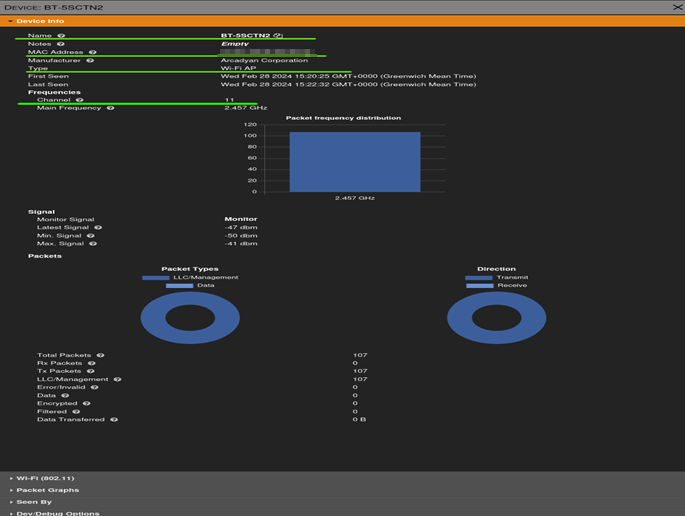 DEVICE: BT-5SCTN2
Device Info
Name BT-5SCTN2
Notes Empty
MAC Address
Manufacturer Arcadyan Corporation
Type Wi-Fi AP
First Seen Wed Feb 28 2024 15:20:25 GMT+0000 (Greenwich Mean Time)
Last Seen Wed Feb 28 2024 15:22:32 GMT+0000 (Greenwich Mean Time)
Frequencies
Channel 11
Main Frequency 2.457 GHz
Packet frequency distribution
120
100
80
60
40
20
0
2.457 GHz
Signal
Monitor Signal Monitor
Latest Signal -47 dbm
Min. Signal -50 dbm
Max. Signal -41 dbm
Packets
Packet Types
LLC/Management
Data
Direction
Transmit
Receive
Total Packets 107
Rx Packets 0
Tx Packets 107
LLC/Management 107
Error/Invalid 0
Data 0
Encrypted 0
Filtered 0
Data Transferred 0 B
Wi-Fi (802.11)
Packet Graphs
Seen By
Dev/Debug Options